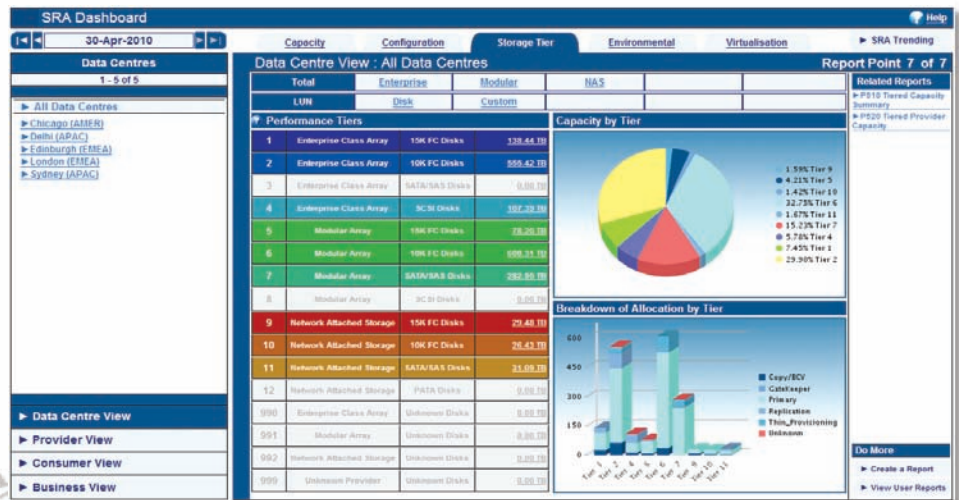 SRA Dashboard
Help
30-Apr-2010
Capacity
Configuration
Storage Tier
Environmental
Virtualisation
► SRA Trending
Data Centres
1 - 5 of 5
► All Data Centres
► Chicago (AMER)
► Delhi (APAC)
► Edinburgh (EMEA)
► London (EMEA)
► Sydney (APAC)
► Data Centre View
► Provider View
► Consumer View
► Business View
Data Centre View : All Data Centres
Report Point 7 of 7
Total Enterprise Modular NAS
LUN Disk Custom
Performance Tiers
1 Enterprise Class Array 15K FC Disks 138.44 TB
2 Enterprise Class Array 10K FC Disks 555.42 TB
3 Enterprise Class Array SATA/SAS Disks 0.00 TB
4 Enterprise Class Array SCSI Disks 107.39 TB
5 Modular Array 15K FC Disks 78.20 TB
6 Modular Array 10K FC Disks
7 Modular Array SATA/SAS Disks
8 Modular Array SCSI Disks 0.00 TB
9 Network Attached Storage 15K FC Disks 29.48 TB
10 Network Attached Storage 10K FC Disks 26.43 TB
11 Network Attached Storage SATA/SAS Disks 31.09 TB
12 Network Attached Storage PATA Disks 0.00 TB
990 Enterprise Class Array Unknown Disks 0.00 TB
991 Modular Array Unknown Disks 0.00 TB
992 Network Attached Storage Unknown Disks 0.00 TB
999 Unknown Provider Unknown Disks 0.00 TB
Capacity by Tier
1.59% Tier 9
4.21% Tier 5
1.42% Tier 10
32.75% Tier 6
1.67% Tier 11
15.23% Tier 7
5.78% Tier 4
7.45% Tier 1
29.90% Tier 2
Breakdown of Allocation by Tier
600
450
300
150
0
Tier 1
Tier 2
Tier 4
Tier 5
Tier 6
Tier 7
Tier 9
Tier 10
Tier 11
Copy/BCV
GateKeeper
Primary
Replication
Thin_Provisioning
Unknown
Related Reports
► P510 Tiered Capacity
Summary
► P520 Tiered Provider
Capacity
Do More
► Create a Report
► View User Reports